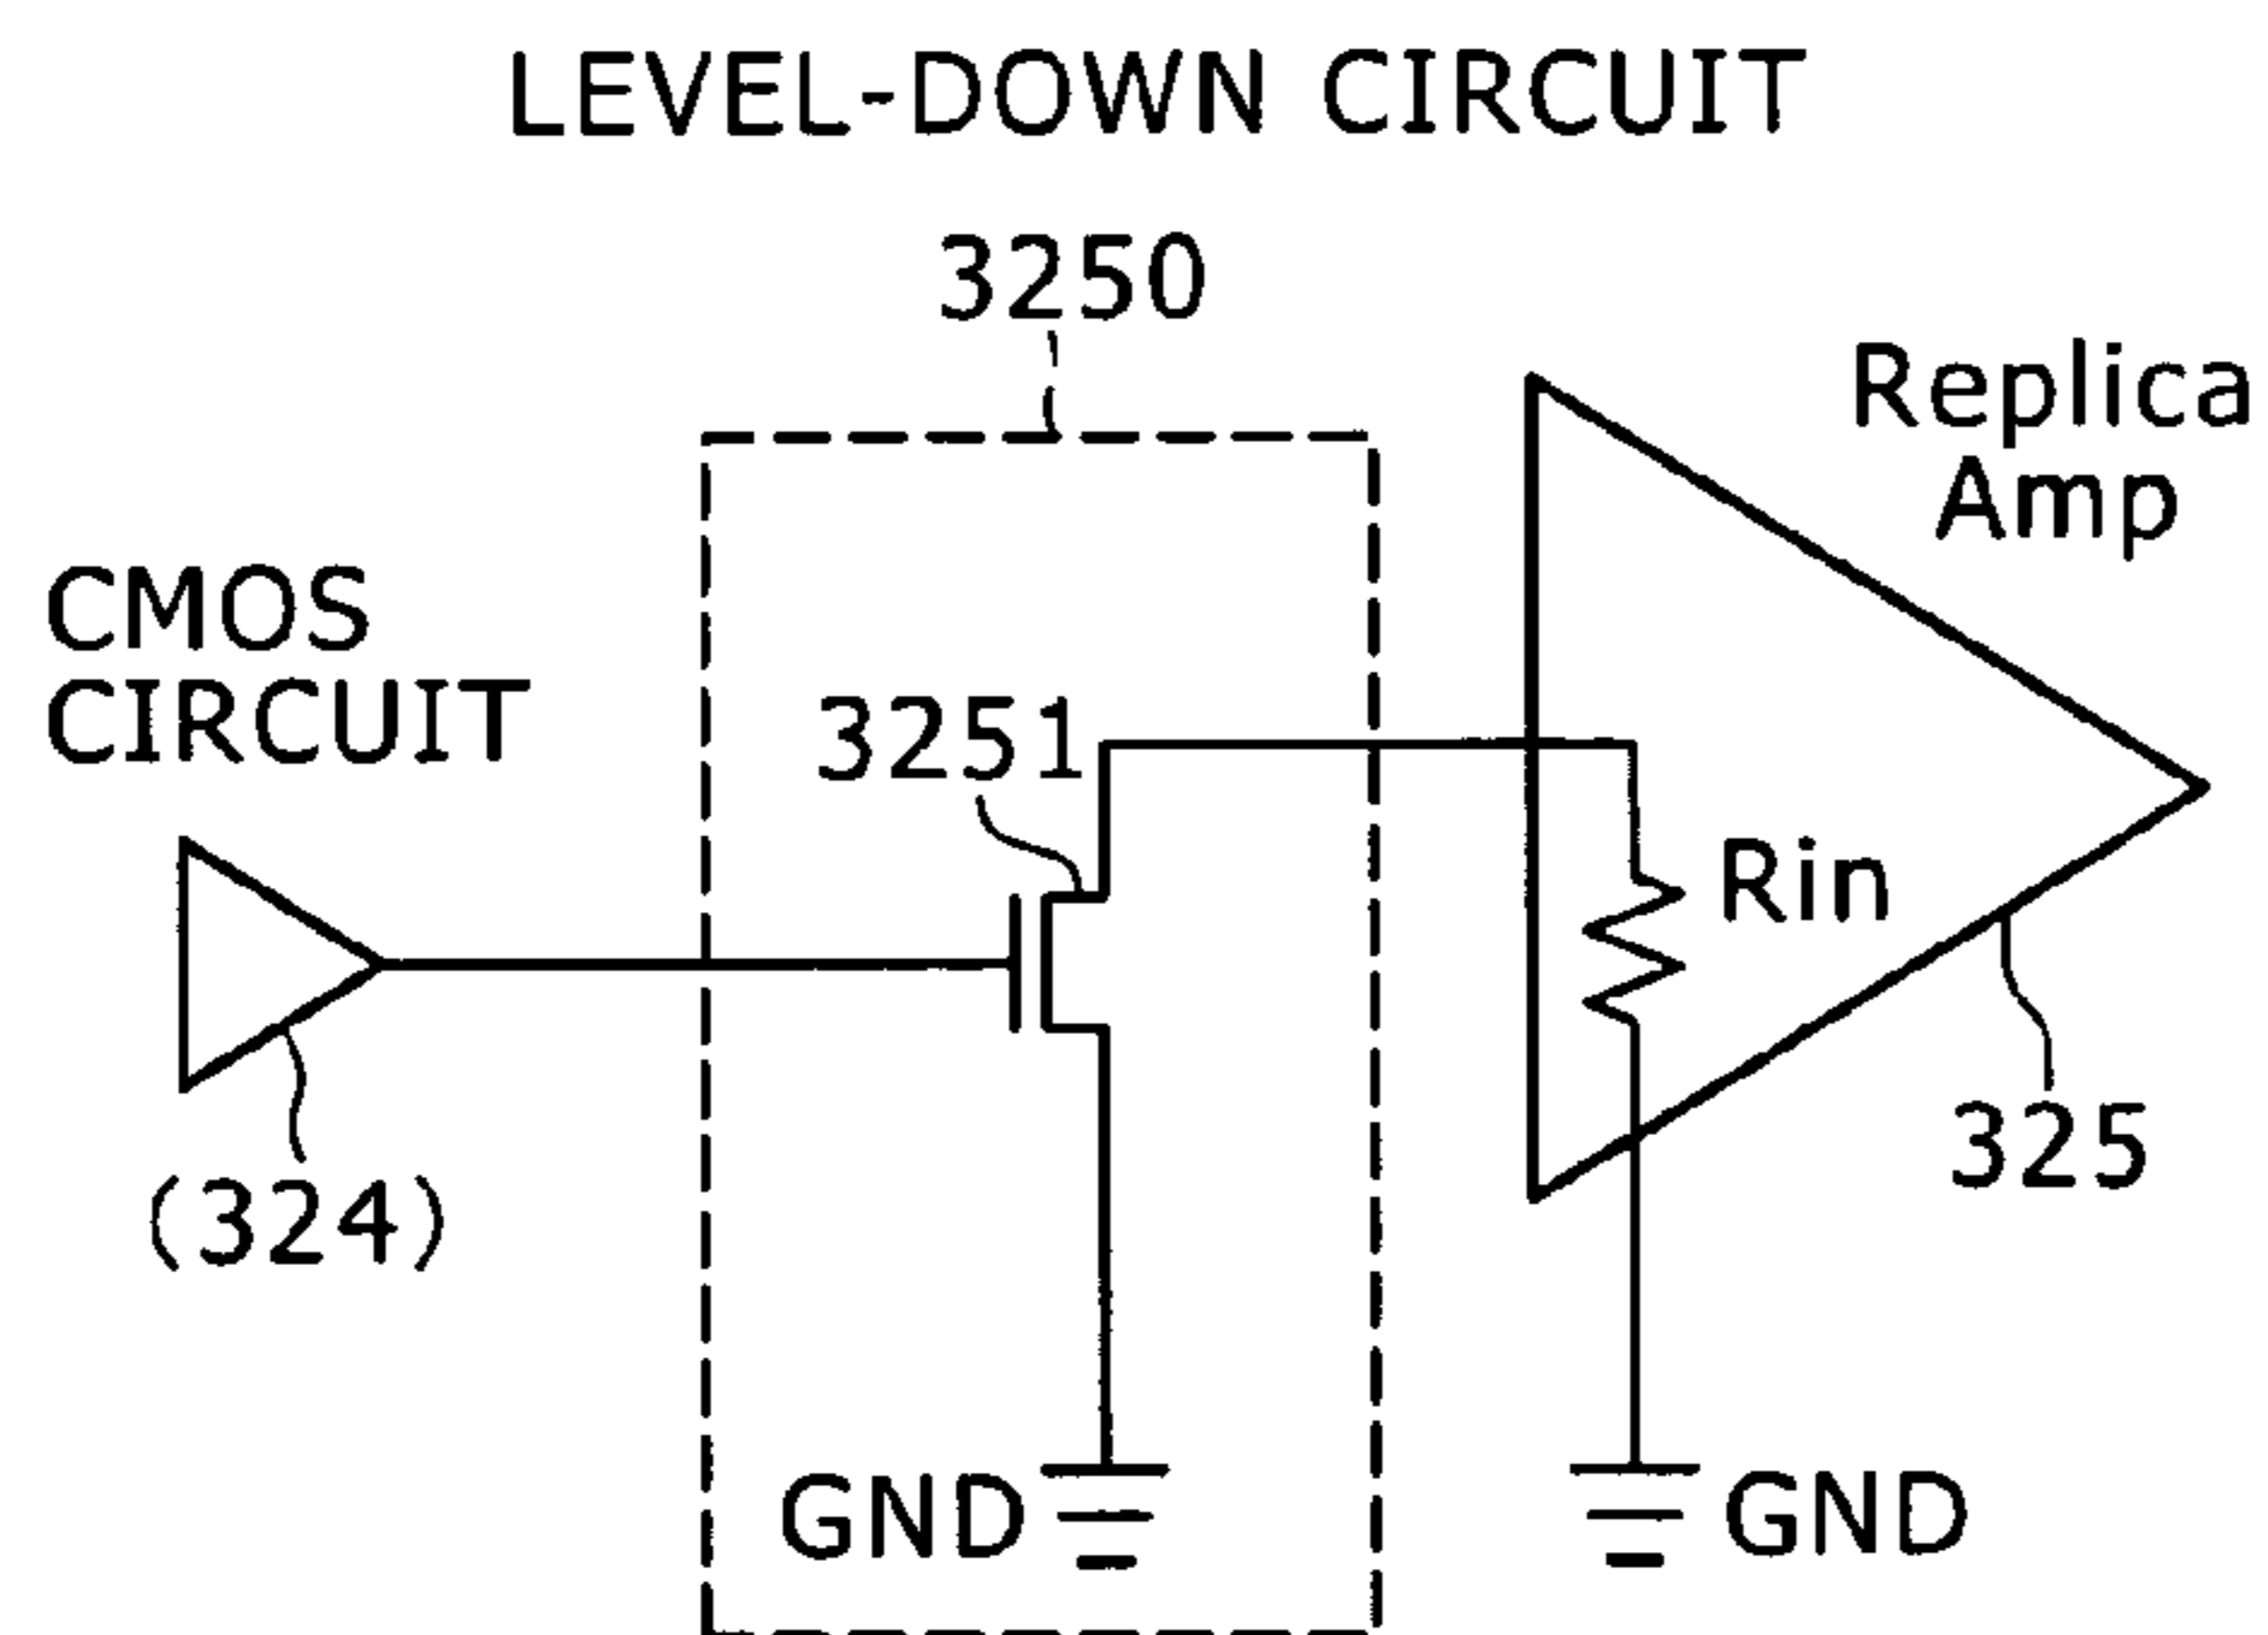 LEVEL-DOWN CIRCUIT
3250
Replica
Amp
CMOS
CIRCUIT
3251
Rin
325
(324)
GND
GND